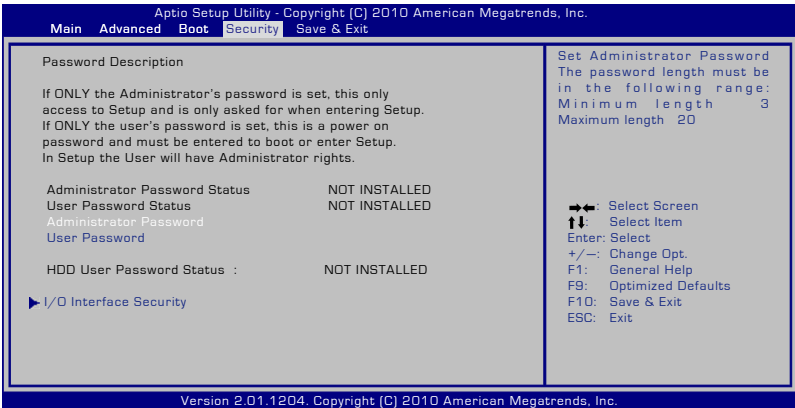 Aptio Setup Utility - Copyright (C) 2010 American Megatrends, Inc.
Main Advanced Boot Security Save & Exit
Password Description
If ONLY the Administrator's password is set, this only
access to Setup and is only asked for when entering Setup.
If ONLY the user's password is set, this is a power on
password and must be entered to boot or enter Setup.
In Setup the User will have Administrator rights.
Administrator Password Status NOT INSTALLED
User Password Status NOT INSTALLED
Administrator Password
User Password
HDD User Password Status : NOT INSTALLED
I/O Interface Security
Set Administrator Password
The password length must be
in the following range:
Minimum length 3
Maximum length 20
→←: Select Screen
↑↓: Select Item
Enter: Select
+/—: Change Opt.
F1: General Help
F9: Optimized Defaults
F10: Save & Exit
ESC: Exit
Version 2.01.1204. Copyright (C) 2010 American Megatrends, Inc.